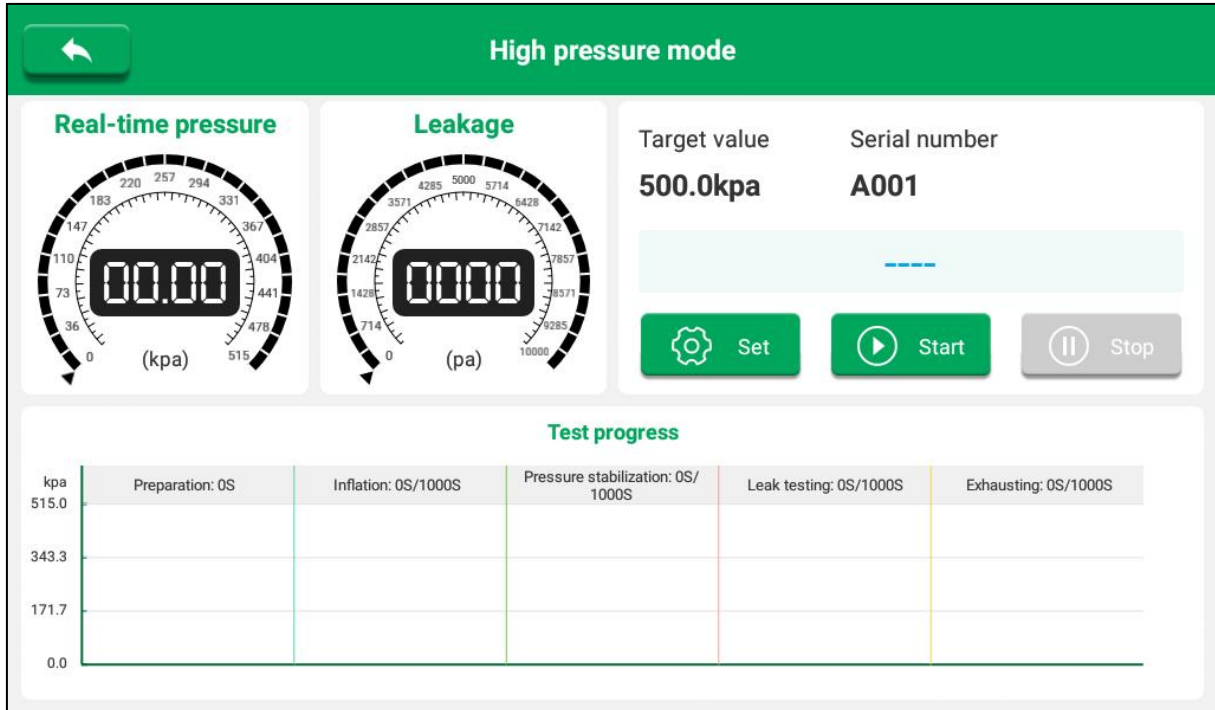 High pressure mode
Real-time pressure
0
36
73
110
147
183
220
257
294
331
367
404
441
478
515
00.00
(kpa)
Leakage
0
714
1428
2142
2857
3571
4285
5000
5714
6428
7142
7857
8571
9285
10000
0000
(pa)
Target value
Serial number
500.0kpa
A001
----
Set
Start
Stop
Test progress
kpa
515.0
343.3
171.7
0.0
Preparation: 0S
Inflation: 0S/1000S
Pressure stabilization: 0S/
1000S
Leak testing: 0S/1000S
Exhausting: 0S/1000S